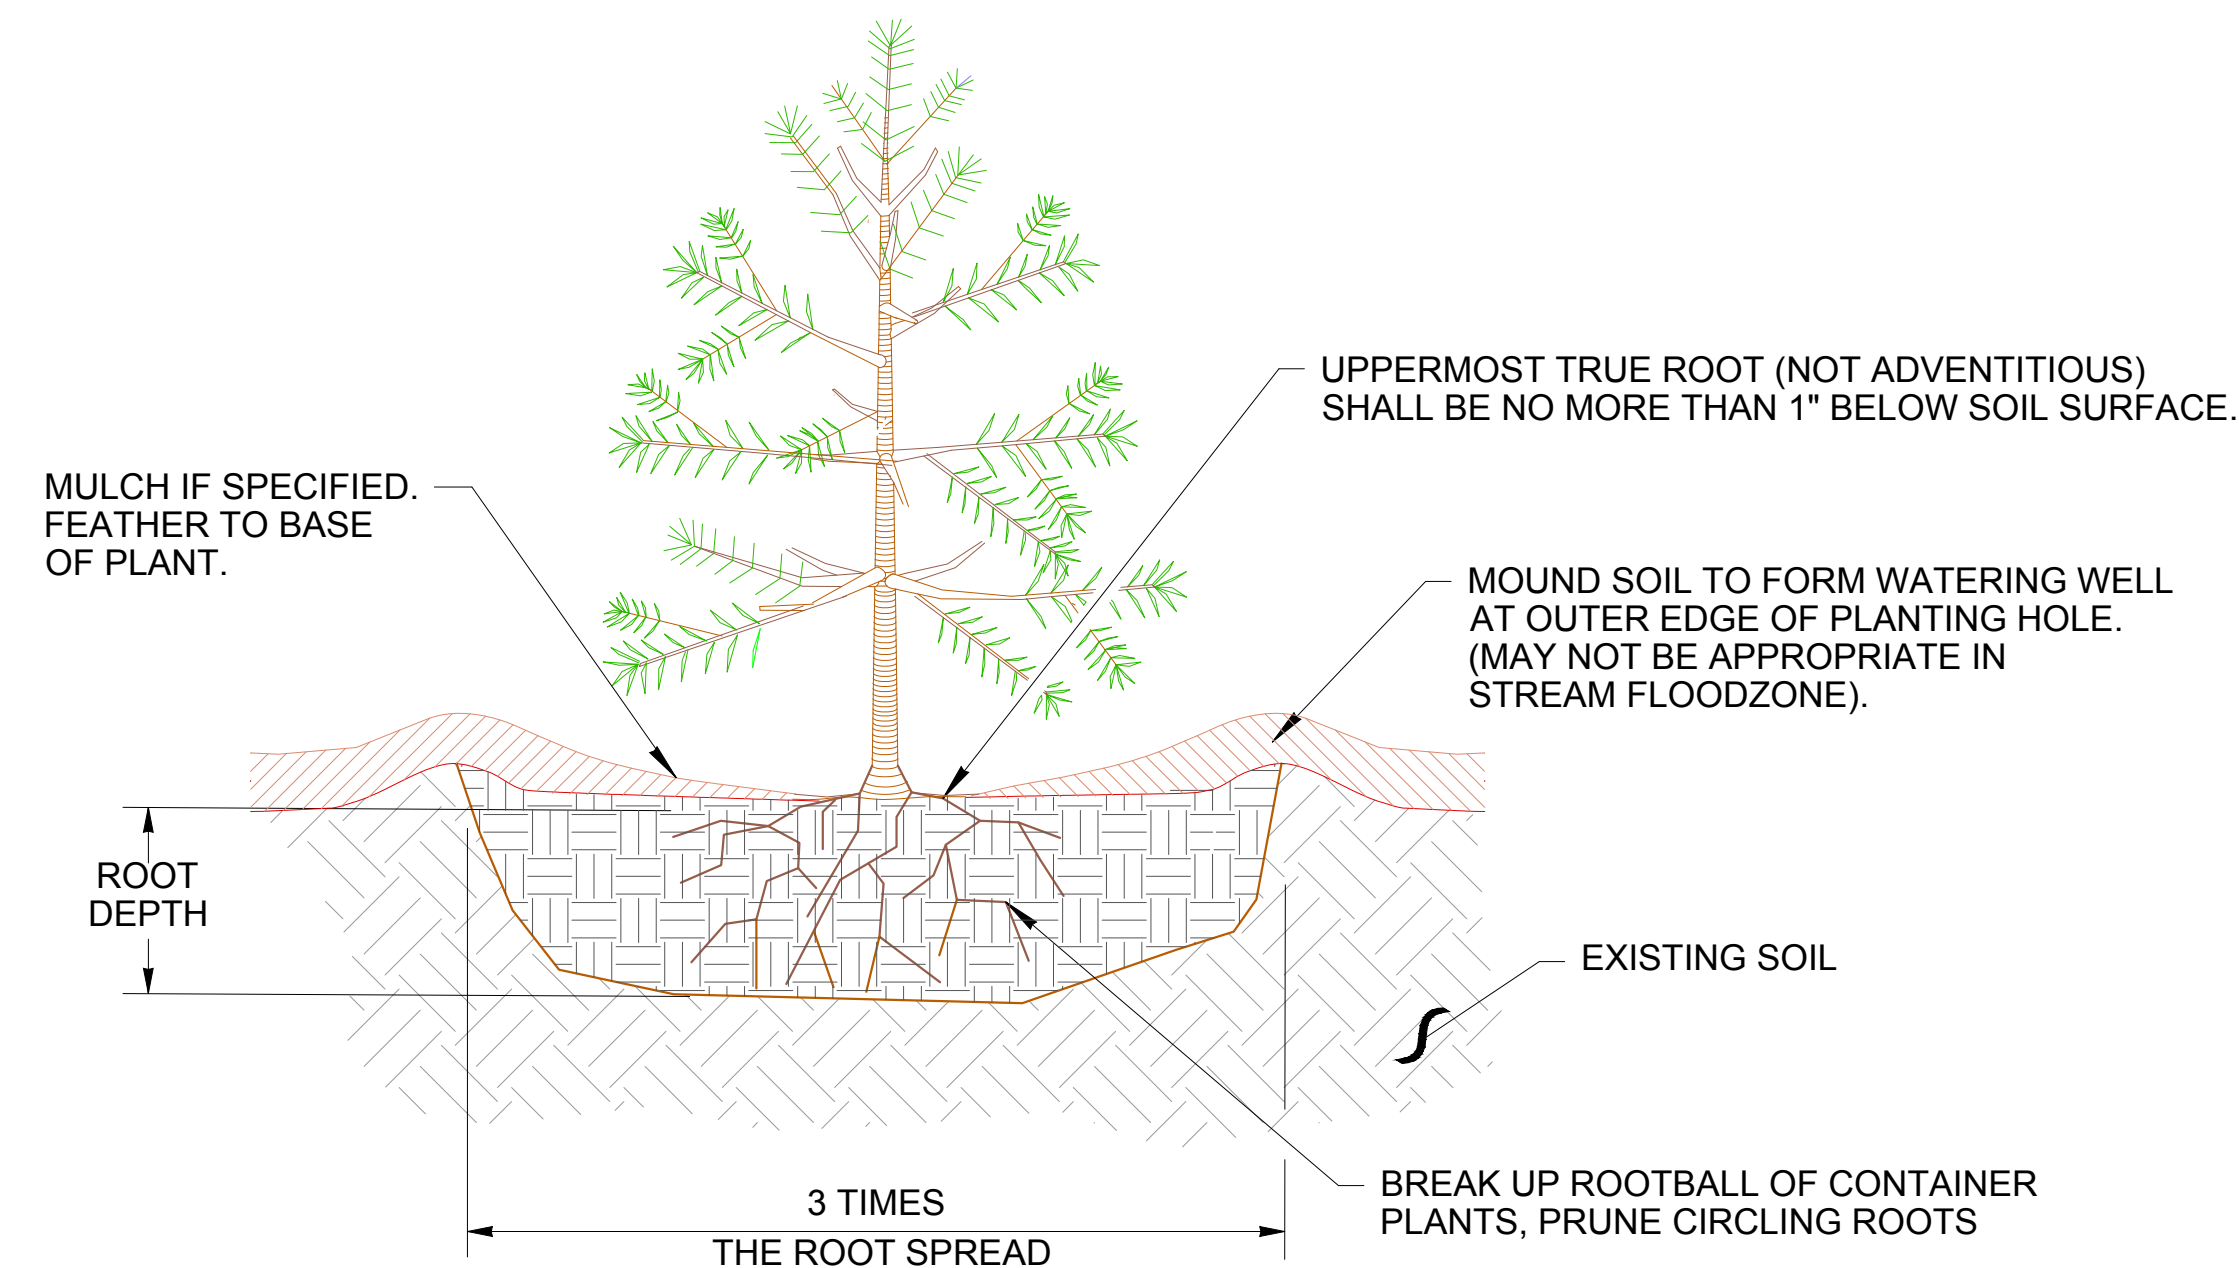 UPPERMOST TRUE ROOT (NOT ADVENTITIOUS)
SHALL BE NO MORE THAN 1" BELOW SOIL SURFACE.
MULCH IF SPECIFIED.
FEATHER TO BASE
OF PLANT.
MOUND SOIL TO FORM WATERING WELL
AT OUTER EDGE OF PLANTING HOLE.
(MAY NOT BE APPROPRIATE IN
STREAM FLOODZONE).
ROOT
DEPTH
EXISTING SOIL
BREAK UP ROOTBALL OF CONTAINER
PLANTS, PRUNE CIRCLING ROOTS
3 TIMES
THE ROOT SPREAD